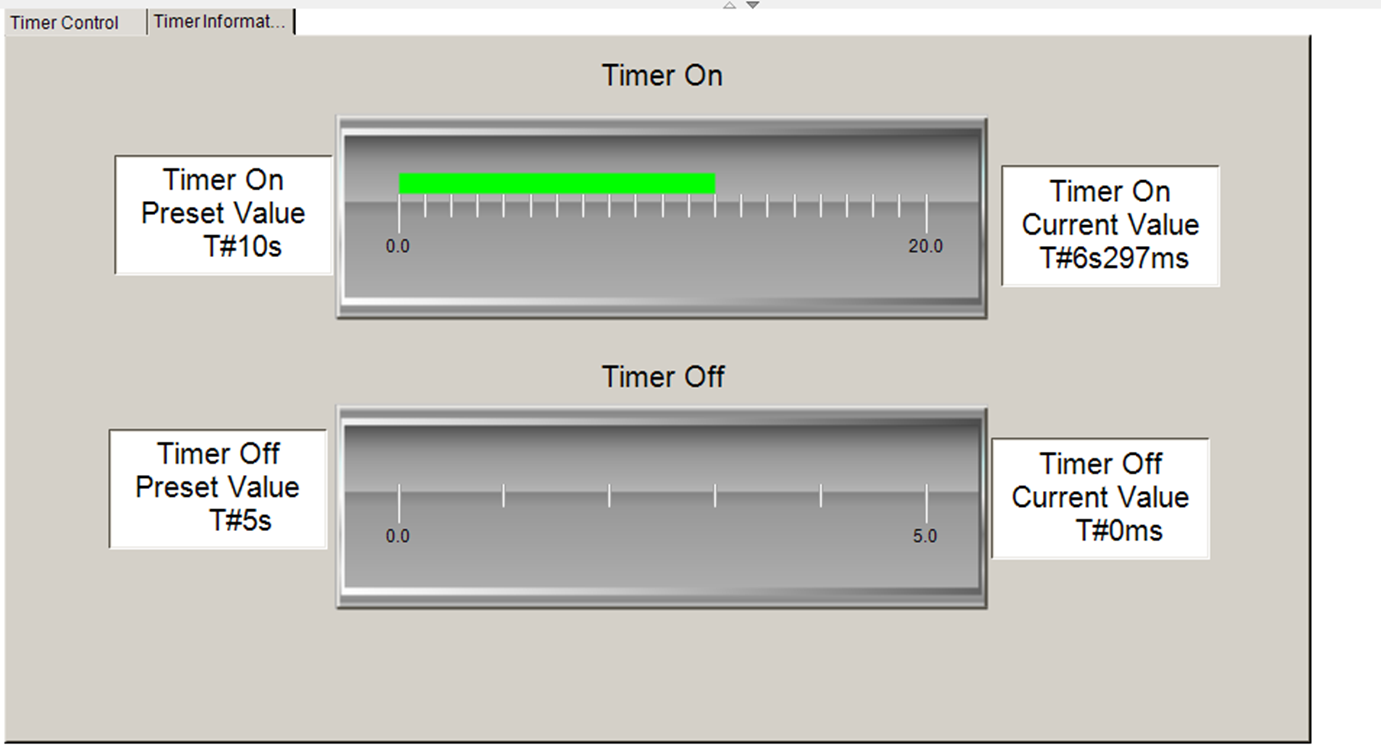 Timer Control
Timer Informat...
Timer On
Timer On
Preset Value
T#10s
0.0
20.0
Timer On
Current Value
T#6s297ms
Timer Off
Timer Off
Preset Value
T#5s
0.0
5.0
Timer Off
Current Value
T#0ms